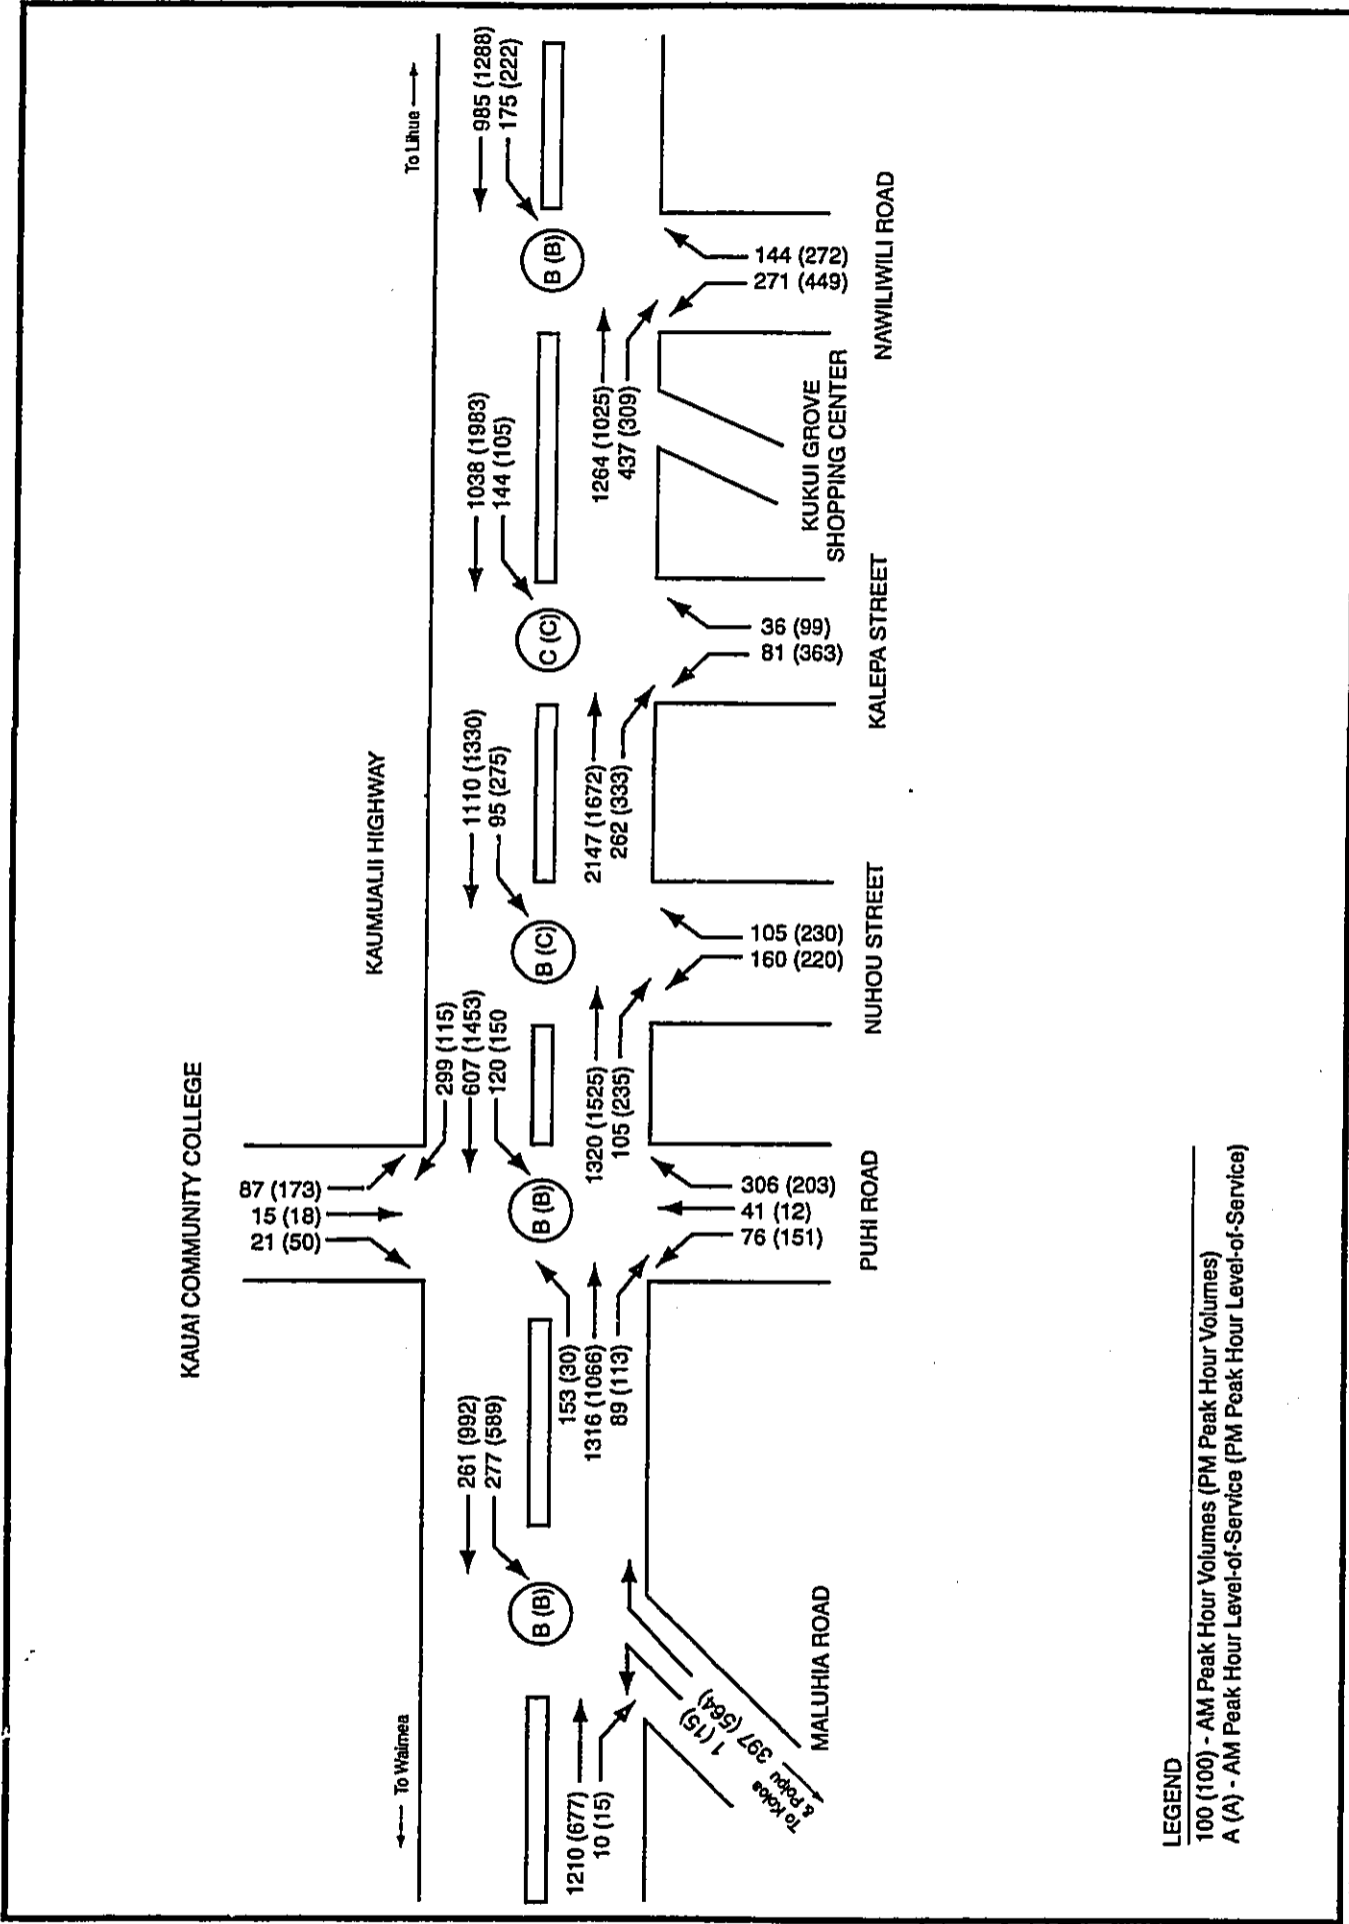 KAUAI COMMUNITY COLLEGE
KAUMUALII HIGHWAY
← To Waimea
To Lihue →
87 (173)
15 (18)
21 (50)
299 (115)
607 (1453)
120 (150
261 (992)
277 (589)
1110 (1330)
95 (275)
1038 (1983)
144 (105)
985 (1288)
175 (222)
B (B)
B (B)
B (C)
C (C)
B (B)
1210 (677)
10 (15)
153 (30)
1316 (1066)
89 (113)
1320 (1525)
105 (235)
2147 (1672)
262 (333)
1264 (1025)
437 (309)
1 (15)
397 (564)
To Koloa
& Poipu
306 (203)
41 (12)
76 (151)
105 (230)
160 (220)
36 (99)
81 (363)
144 (272)
271 (449)
MALUHIA ROAD
PUHI ROAD
NUHOU STREET
KALEPA STREET
KUKUI GROVE
SHOPPING CENTER
NAWILIWILI ROAD
LEGEND
100 (100) - AM Peak Hour Volumes (PM Peak Hour Volumes)
A (A) - AM Peak Hour Level-of-Service (PM Peak Hour Level-of-Service)